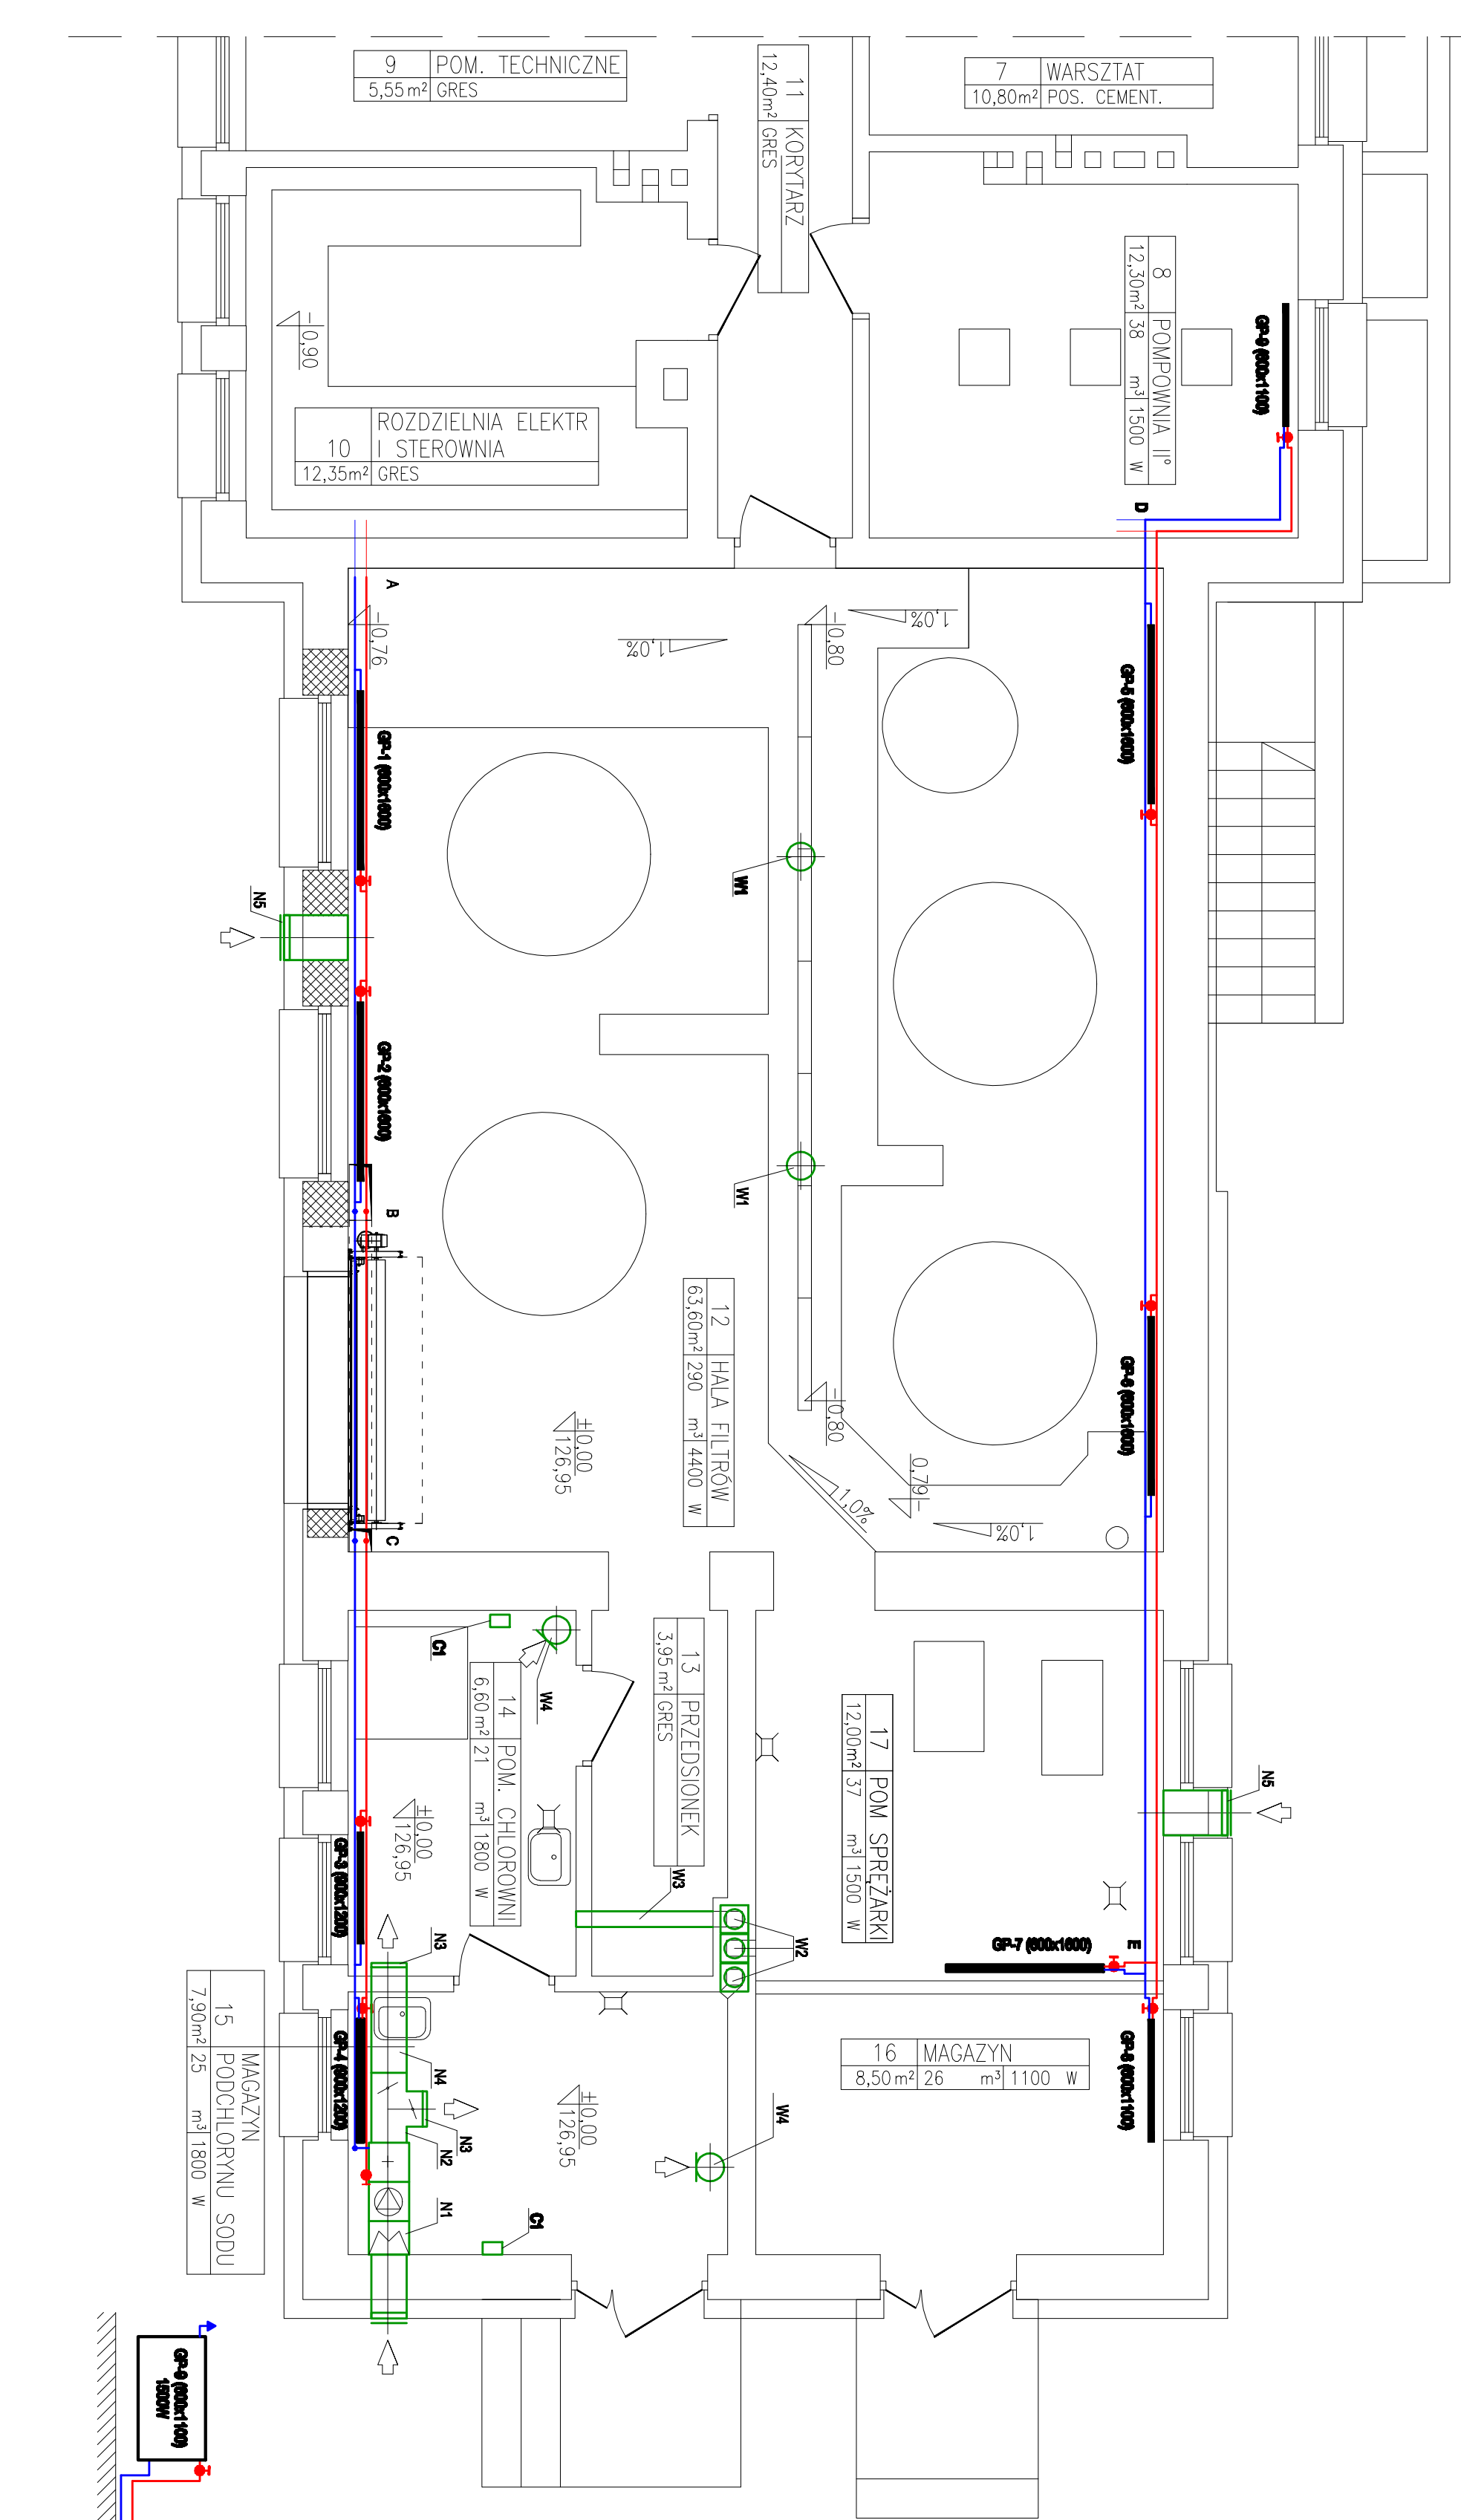 9 POM. TECHNICZNE
5,55 m² GRES
11 KORYTARZ
12,40m² GRES
7 WARSZTAT
10,80m² POS. CEMENT.
8 POMPOWNIA II°
12,30m² 38 m³ 1500 W
GP-9 (600x1100)
-0,90
10 ROZDZIELNIA ELEKTR
I STEROWNIA
12,35m² GRES
D
A
-0,76
1,0%
-0,80
1,0%
GP-1 (600x1600)
GP-5 (600x1600)
W1
N5
GP-2 (600x1600)
W1
B
12 HALA FILTRÓW
63,60m² 290 m³ 4400 W
GP-6 (600x1600)
-0,80
±0,00
126,95
0,79-
1,0%
1,0%
C
C1
W4
13 PRZEDSIONEK
3,95 m² GRES
14 POM. CHLOROWNI
6,60 m² 21 m³ 1800 W
17 POM SPRĘŻARKI
12,00m² 37 m³ 1500 W
N5
±0,00
126,95
GP-3 (600x1200)
W3
W2
GP-7 (600x1600)
E
N3
15 MAGAZYN
PODCHLORYNU SODU
7,90m² 25 m³ 1800 W
GP-4 (600x1200)
N4
N3
N2
N1
±0,00
126,95
W4
16 MAGAZYN
8,50 m² 26 m³ 1100 W
GP-8 (600x1100)
C1
GP-9 (600x1100)
1500W